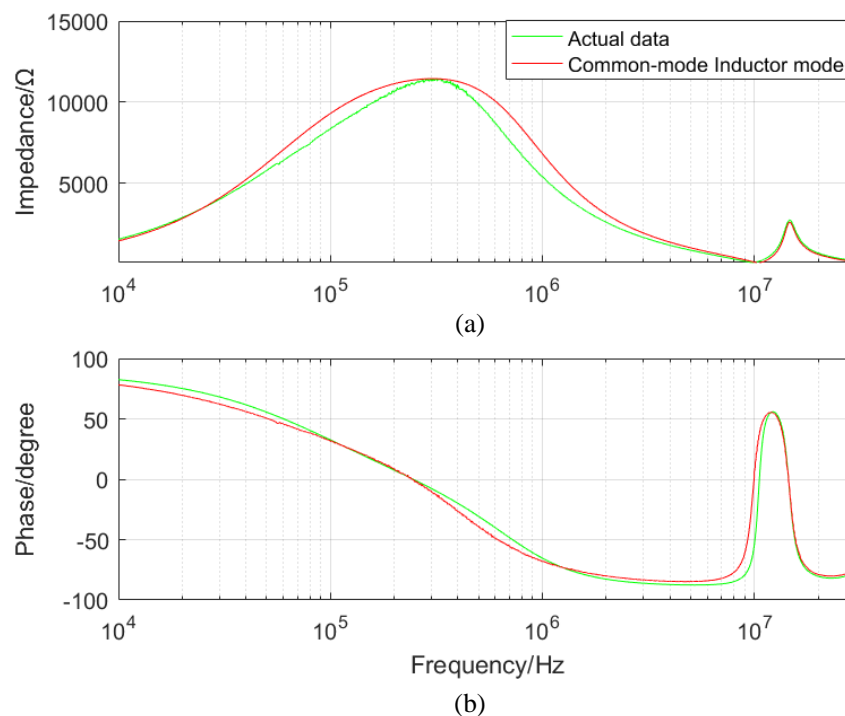 15000
10000
5000
Impedance/Ω
Actual data
Common-mode Inductor mode
10^4
10^5
10^6
10^7
(a)
100
50
0
-50
-100
Phase/degree
10^4
10^5
10^6
10^7
Frequency/Hz
(b)